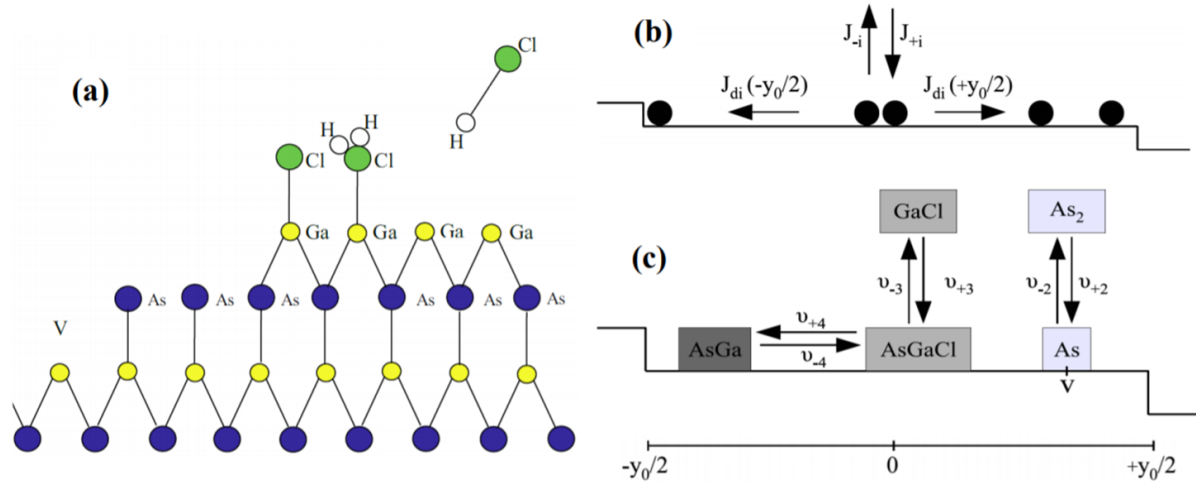 (a)
Cl
H
H H
Cl Cl
Ga Ga Ga Ga
As As As As As As
V
(b)
J-i J+i
Jdi (-y0/2) Jdi (+y0/2)
(c)
GaCl As2
υ-3 υ+3 υ-2 υ+2
υ+4
AsGa AsGaCl As
υ-4
V
-y0/2 0 +y0/2